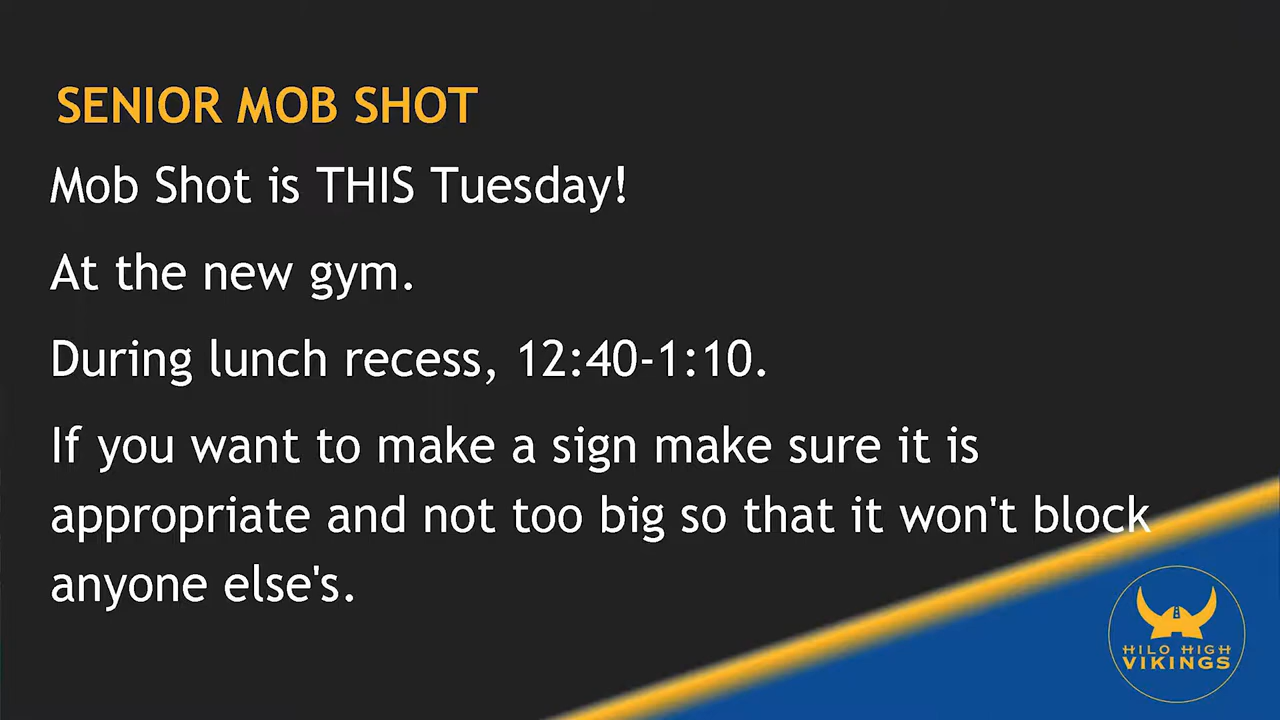 SENIOR MOB SHOT
Mob Shot is THIS Tuesday!
At the new gym.
During lunch recess, 12:40-1:10.
If you want to make a sign make sure it is
appropriate and not too big so that it won't block
anyone else's.
HILO HIGH
VIKINGS